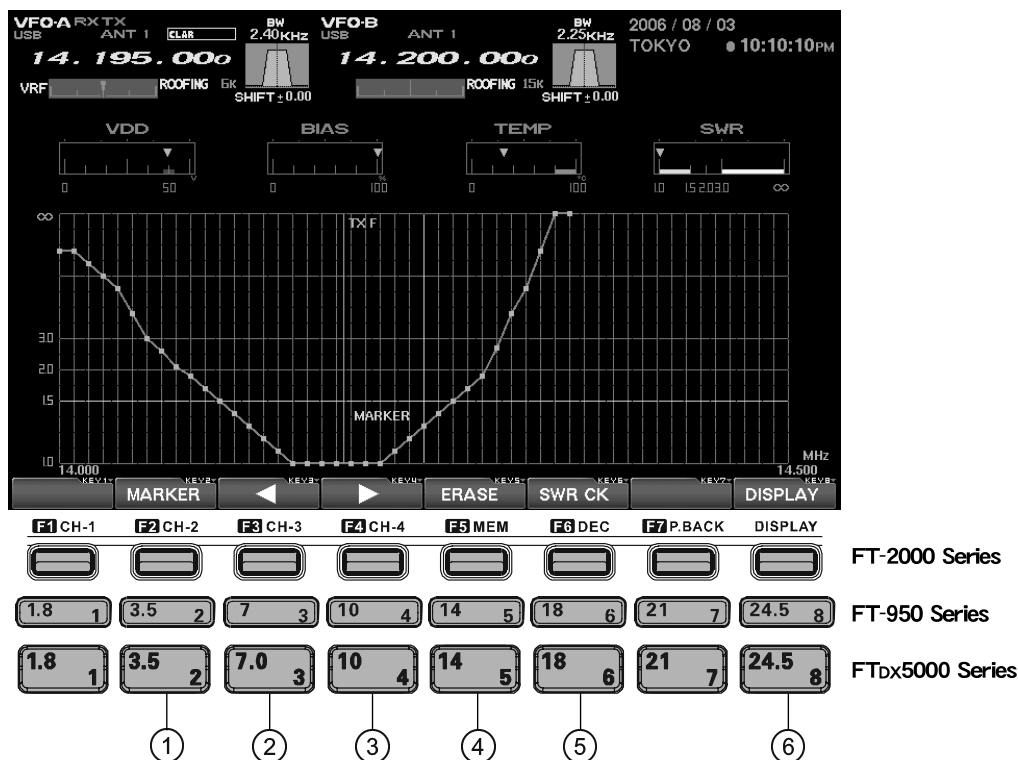 VFO-A RX TX
USB ANT 1 CLAR
BW
2.40KHz
14.195.00o
VRF
ROOFING 6K
SHIFT±0.00
VFO-B
USB ANT 1
BW
2.25KHz
14.200.00o
ROOFING 15K
SHIFT±0.00
2006 / 08 / 03
TOKYO 10:10:10PM
VDD BIAS TEMP SWR
0 50 V
0 100 %
0 100 °C
1.0 1.5 2.0 3.0 ∞
∞
TX F
3.0
2.0
1.5
MARKER
1.0
14.000
MHz
14.500
KEY1 KEY2 KEY3 KEY4 KEY5 KEY6 KEY7 KEY8
MARKER ◀ ▶ ERASE SWR CK DISPLAY
F1 CH-1 F2 CH-2 F3 CH-3 F4 CH-4 F5 MEM F6 DEC F7 P.BACK DISPLAY
FT-2000 Series
1.8 1 3.5 2 7 3 10 4 14 5 18 6 21 7 24.5 8
FT-950 Series
1.8 1 3.5 2 7.0 3 10 4 14 5 18 6 21 7 24.5 8
FTDX5000 Series
1 2 3 4 5 6